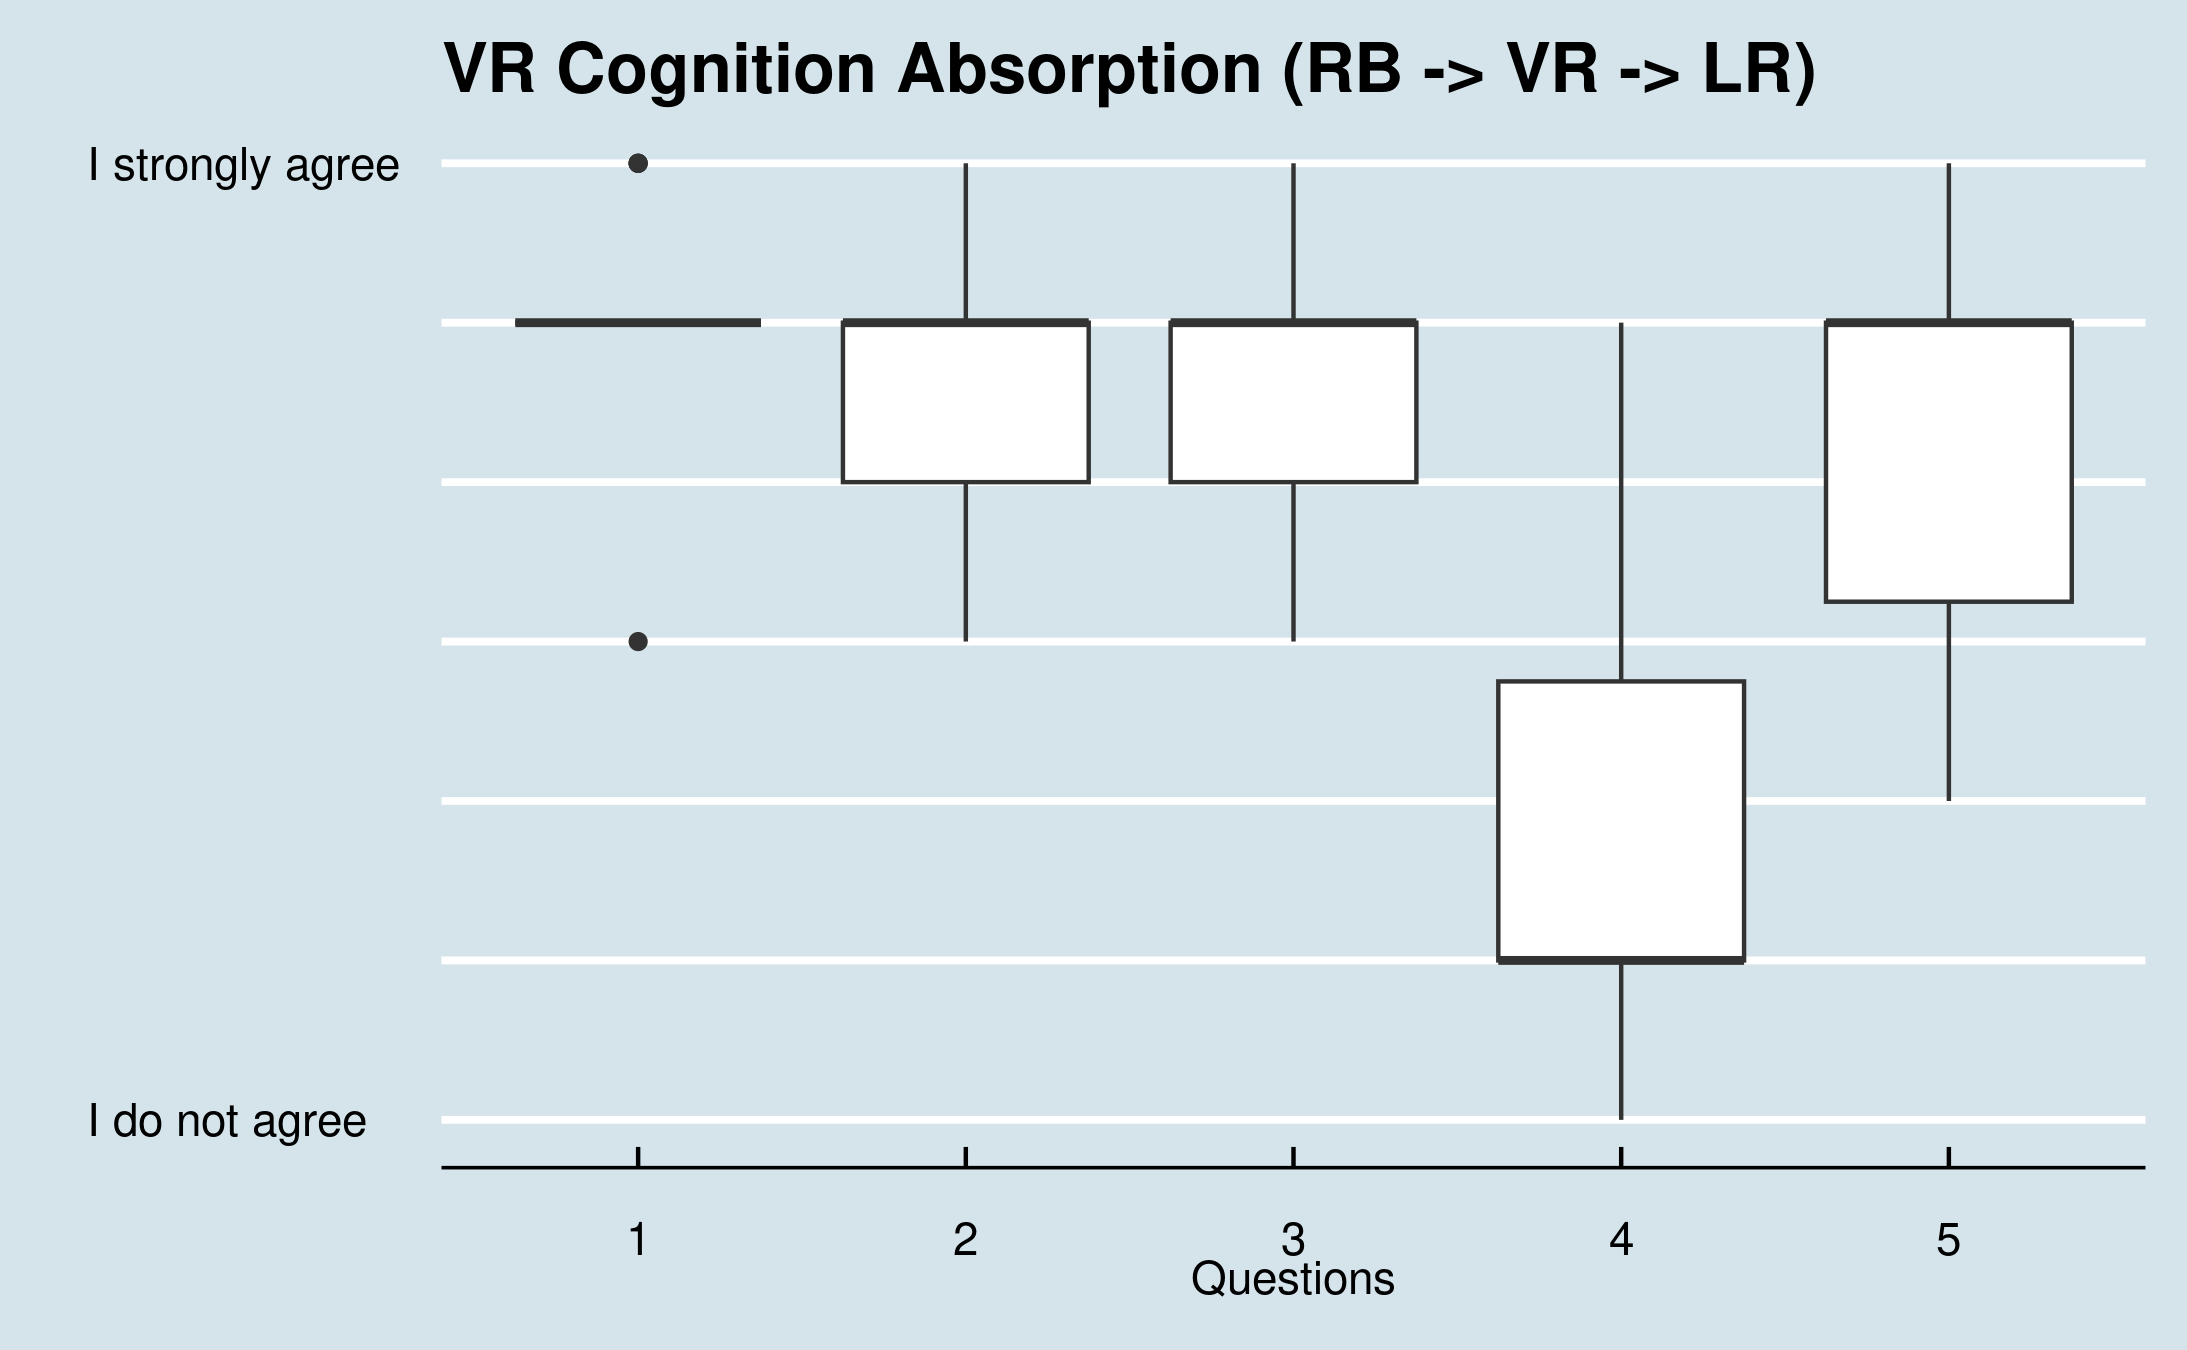 VR Cognition Absorption (RB -> VR -> LR)
I strongly agree
I do not agree
1 2 3 4 5
Questions